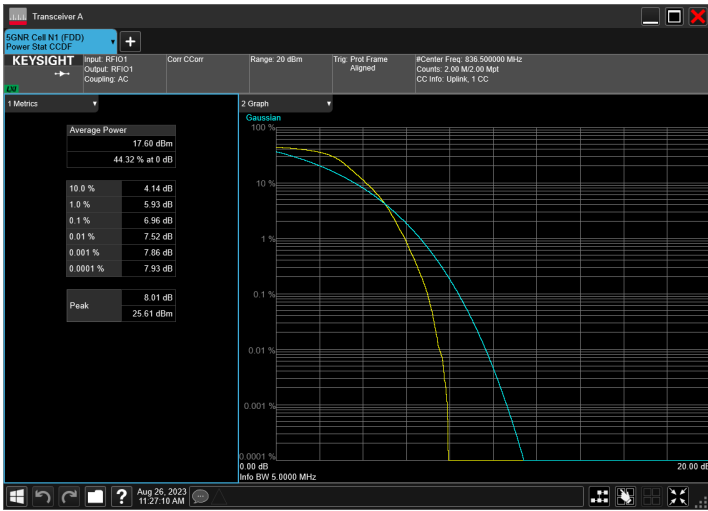 Transceiver A
5GNR Cell N1 (FDD)
Power Stat CCDF
KEYSIGHT
LXI
Input: RFIO1
Output: RFIO1
Coupling: AC
Corr CCorr
Range: 20 dBm
Trig: Prot Frame
Aligned
#Center Freq: 836.500000 MHz
Counts: 2.00 M/2.00 Mpt
CC Info: Uplink, 1 CC
1 Metrics
Average Power
17.60 dBm
44.32 % at 0 dB
10.0 % 4.14 dB
1.0 % 5.93 dB
0.1 % 6.96 dB
0.01 % 7.52 dB
0.001 % 7.86 dB
0.0001 % 7.93 dB
Peak
8.01 dB
25.61 dBm
2 Graph
Gaussian
100 %
10 %
1 %
0.1 %
0.01 %
0.001 %
0.0001 %
0.00 dB
20.00 dB
Info BW 5.0000 MHz
?
Aug 26, 2023
11:27:10 AM